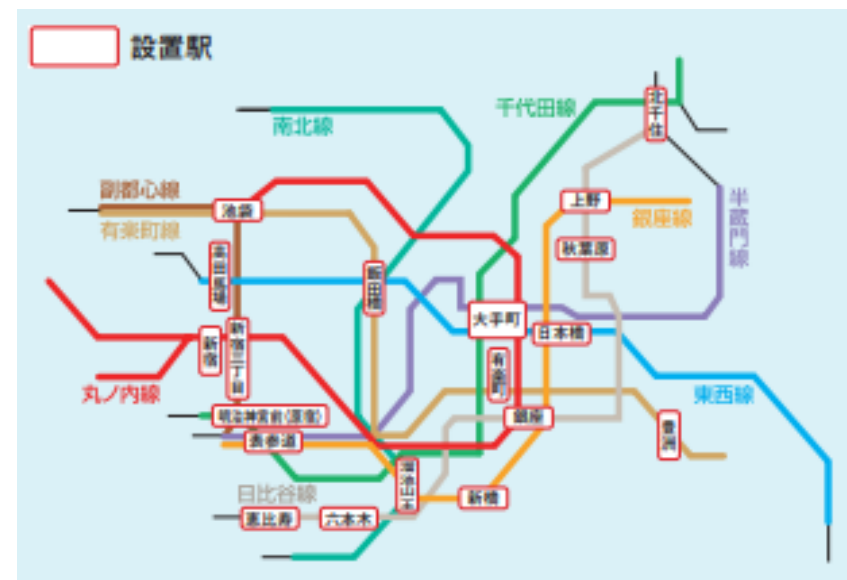 設置駅
南北線
千代田線
北千住
副都心線
池袋
有楽町線
上野
銀座線
半蔵門線
秋葉原
高田馬場
飯田橋
大手町
日本橋
新宿
新宿三丁目
有楽町
丸ノ内線
東西線
明治神宮前(原宿)
銀座
表参道
豊洲
溜池山王
日比谷線
新橋
恵比寿
六本木